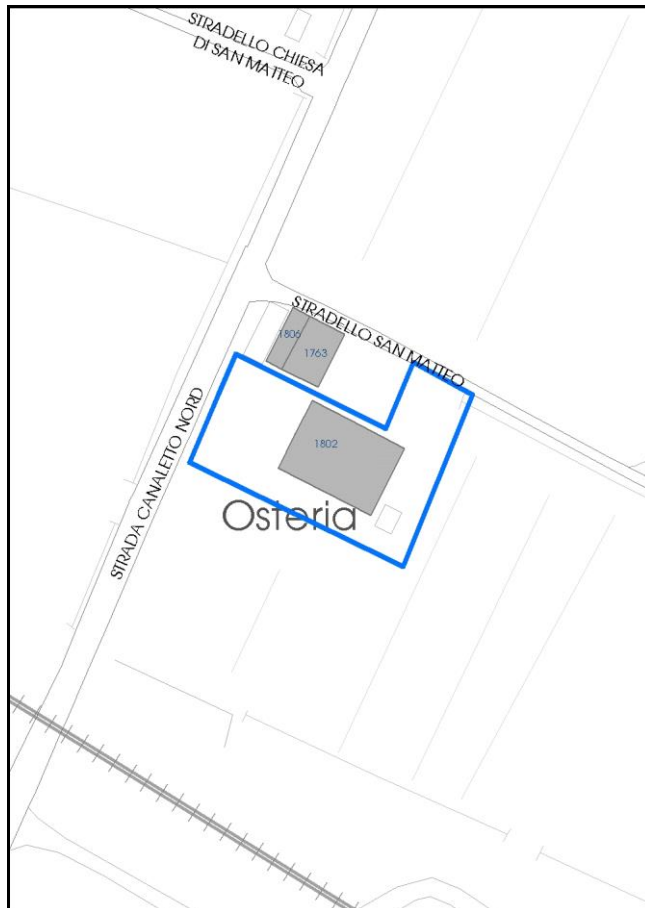 STRADELLO CHIESA
DI SAN MATTEO
STRADELLO SAN MATTEO
1806
1763
STRADA CANALETTO NORD
1802
Osteria